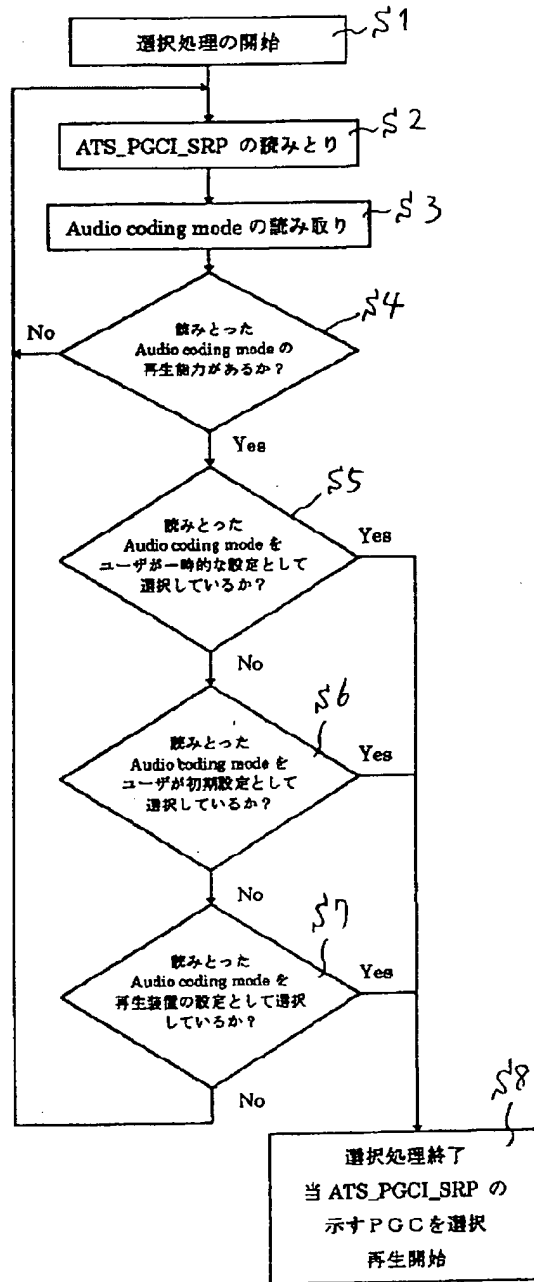 選択処理の開始
S1
ATS_PGCI_SRP の読みとり
S2
Audio coding mode の読み取り
S3
読みとった
Audio coding mode の
再生能力があるか?
S4
No
Yes
読みとった
Audio coding mode を
ユーザが一時的な設定として
選択しているか?
S5
Yes
No
読みとった
Audio coding mode を
ユーザが初期設定として
選択しているか?
S6
Yes
No
読みとった
Audio coding mode を
再生装置の設定として選択
しているか?
S7
Yes
No
S8
選択処理終了
当 ATS_PGCI_SRP の
示すPGCを選択
再生開始